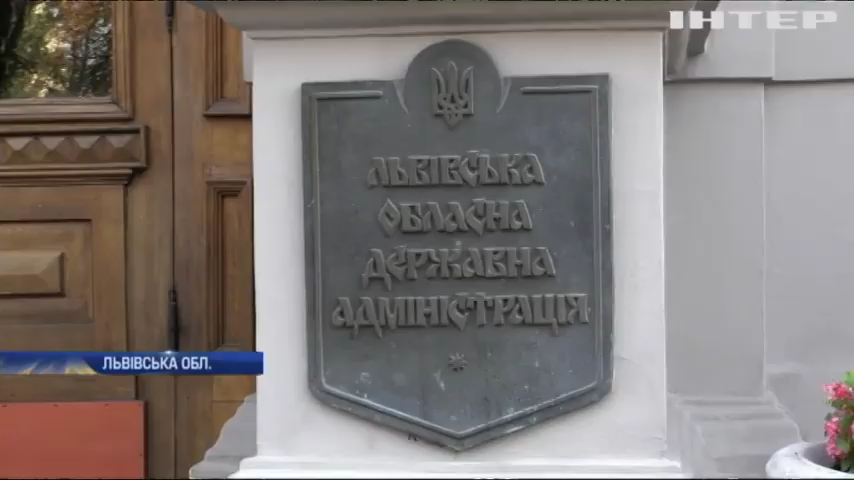 ІНТЕР
ЛЬВІВСЬКА
ОБЛАСНА
ДЕРЖАВНА
АДМІНІСТРАЦІЯ
ЛЬВІВСЬКА ОБЛ.